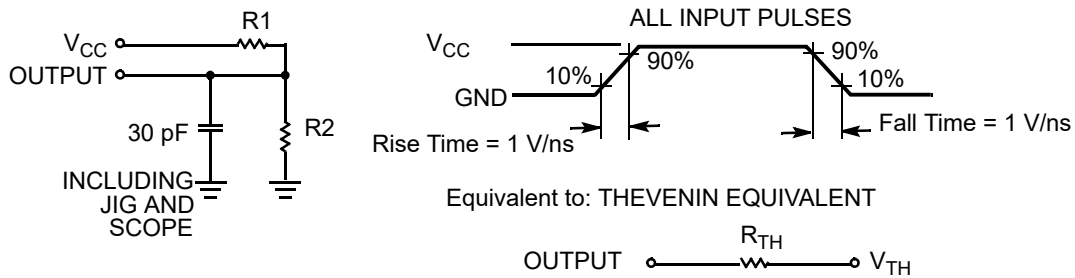 R1
V_CC
OUTPUT
30 pF
R2
INCLUDING
JIG AND
SCOPE
ALL INPUT PULSES
V_CC
GND
10%
90%
90%
10%
Rise Time = 1 V/ns
Fall Time = 1 V/ns
Equivalent to: THEVENIN EQUIVALENT
R_TH
OUTPUT
V_TH